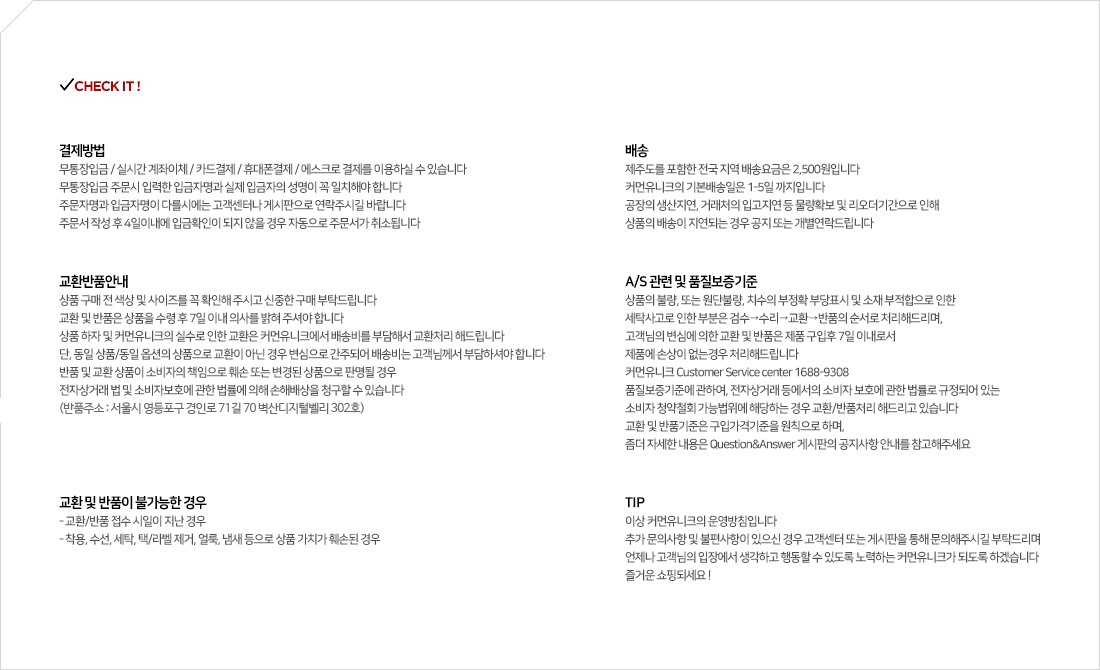 CHECK IT !
결제방법
무통장입금 / 실시간 계좌이체 / 카드결제 / 휴대폰결제 / 에스크로 결제를 이용하실 수 있습니다
무통장입금 주문시 입력한 입금자명과 실제 입금자의 성명이 꼭 일치해야 합니다
주문자명과 입금자명이 다를시에는 고객센터나 게시판으로 연락주시길 바랍니다
주문서 작성 후 4일이내에 입금확인이 되지 않을 경우 자동으로 주문서가 취소됩니다
교환반품안내
상품 구매 전 색상 및 사이즈를 꼭 확인해 주시고 신중한 구매 부탁드립니다
교환 및 반품은 상품을 수령 후 7일 이내 의사를 밝혀 주셔야 합니다
상품 하자 및 커먼유니크의 실수로 인한 교환은 커먼유니크에서 배송비를 부담해서 교환처리 해드립니다
단, 동일 상품/동일 옵션의 상품으로 교환이 아닌 경우 변심으로 간주되어 배송비는 고객님께서 부담하셔야 합니다
반품 및 교환 상품이 소비자의 책임으로 훼손 또는 변경된 상품으로 판명될 경우
전자상거래 법 및 소비자보호에 관한 법률에 의해 손해배상을 청구할 수 있습니다
(반품주소 : 서울시 영등포구 경인로 71길 70 벽산디지털벨리 302호)
교환 및 반품이 불가능한 경우
- 교환/반품 접수 시일이 지난 경우
- 착용, 수선, 세탁, 택/라벨 제거, 얼룩, 냄새 등으로 상품 가치가 훼손된 경우
배송
제주도를 포함한 전국 지역 배송요금은 2,500원입니다
커먼유니크의 기본배송일은 1-5일 까지입니다
공장의 생산지연, 거래처의 입고지연 등 물량확보 및 리오더기간으로 인해
상품의 배송이 지연되는 경우 공지 또는 개별연락드립니다
A/S 관련 및 품질보증기준
상품의 불량, 또는 원단불량, 치수의 부정확 부당표시 및 소재 부적합으로 인한
세탁사고로 인한 부분은 검수→수리→교환→반품의 순서로 처리해드리며,
고객님의 변심에 의한 교환 및 반품은 제품 구입후 7일 이내로서
제품에 손상이 없는경우 처리해드립니다
커먼유니크 Customer Service center 1688-9308
품질보증기준에 관하여, 전자상거래 등에서의 소비자 보호에 관한 법률로 규정되어 있는
소비자 청약철회 가능범위에 해당하는 경우 교환/반품처리 해드리고 있습니다
교환 및 반품기준은 구입가격기준을 원칙으로 하며,
좀더 자세한 내용은 Question&Answer 게시판의 공지사항 안내를 참고해주세요
TIP
이상 커먼유니크의 운영방침입니다
추가 문의사항 및 불편사항이 있으신 경우 고객센터 또는 게시판을 통해 문의해주시길 부탁드리며
언제나 고객님의 입장에서 생각하고 행동할 수 있도록 노력하는 커먼유니크가 되도록 하겠습니다
즐거운 쇼핑되세요 !